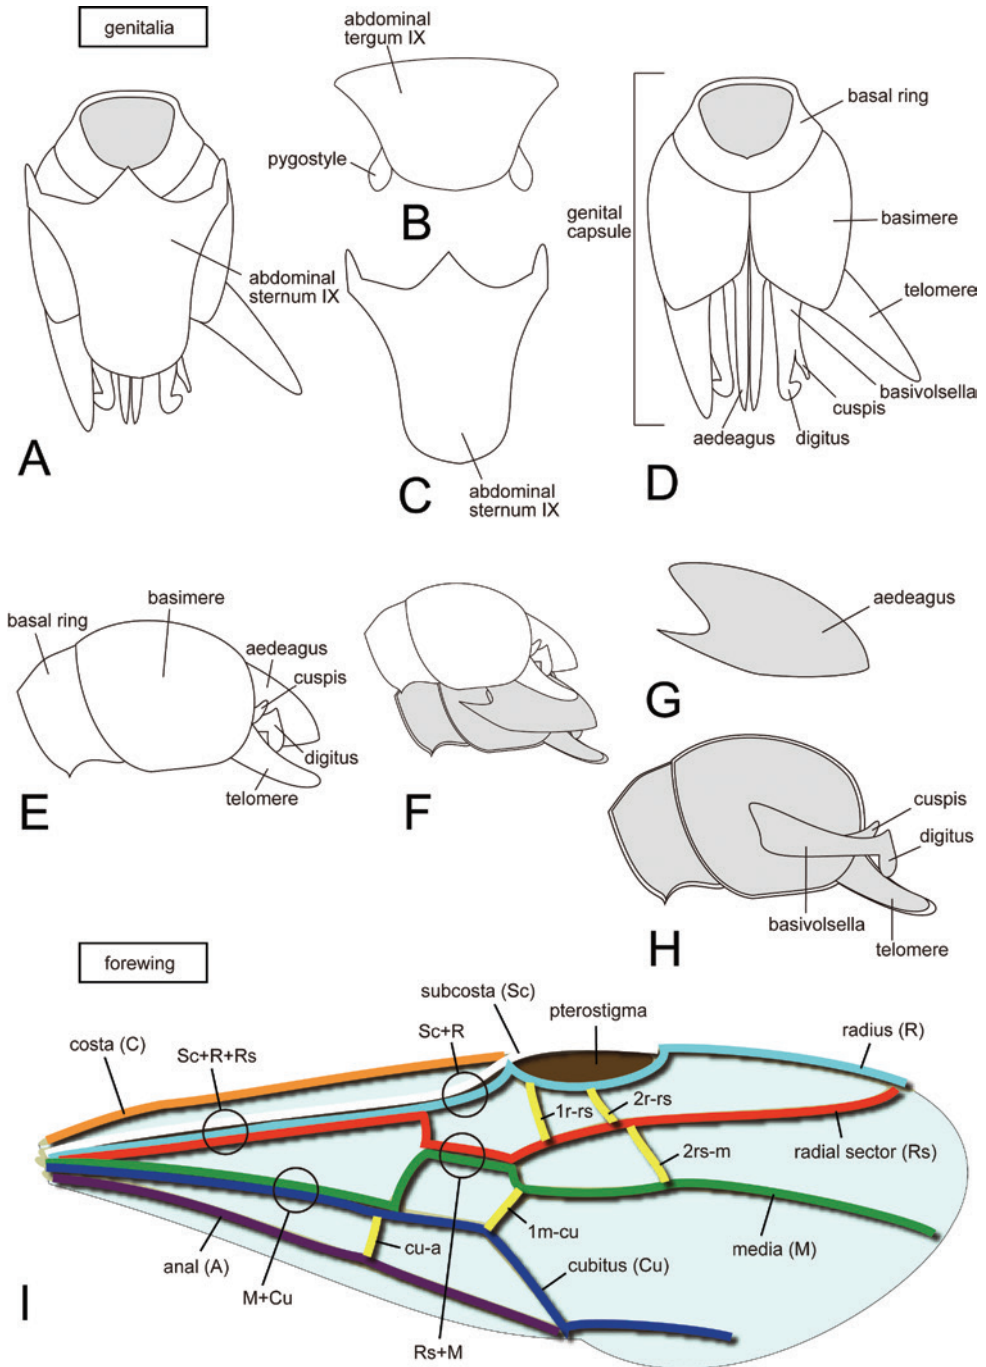 genitalia
abdominal
tergum IX
pygostyle
B
basal ring
genital
capsule
basimere
abdominal
sternum IX
telomere
basivolsella
cuspis
aedeagus
digitus
A
C
abdominal
sternum IX
D
basal ring
basimere
aedeagus
cuspis
digitus
telomere
E
F
aedeagus
G
cuspis
digitus
basivolsella
telomere
H
forewing
subcosta (Sc)
pterostigma
radius (R)
costa (C)
Sc+R+Rs
Sc+R
1r-rs
2r-rs
2rs-m
radial sector (Rs)
1m-cu
cu-a
media (M)
anal (A)
cubitus (Cu)
M+Cu
Rs+M
I